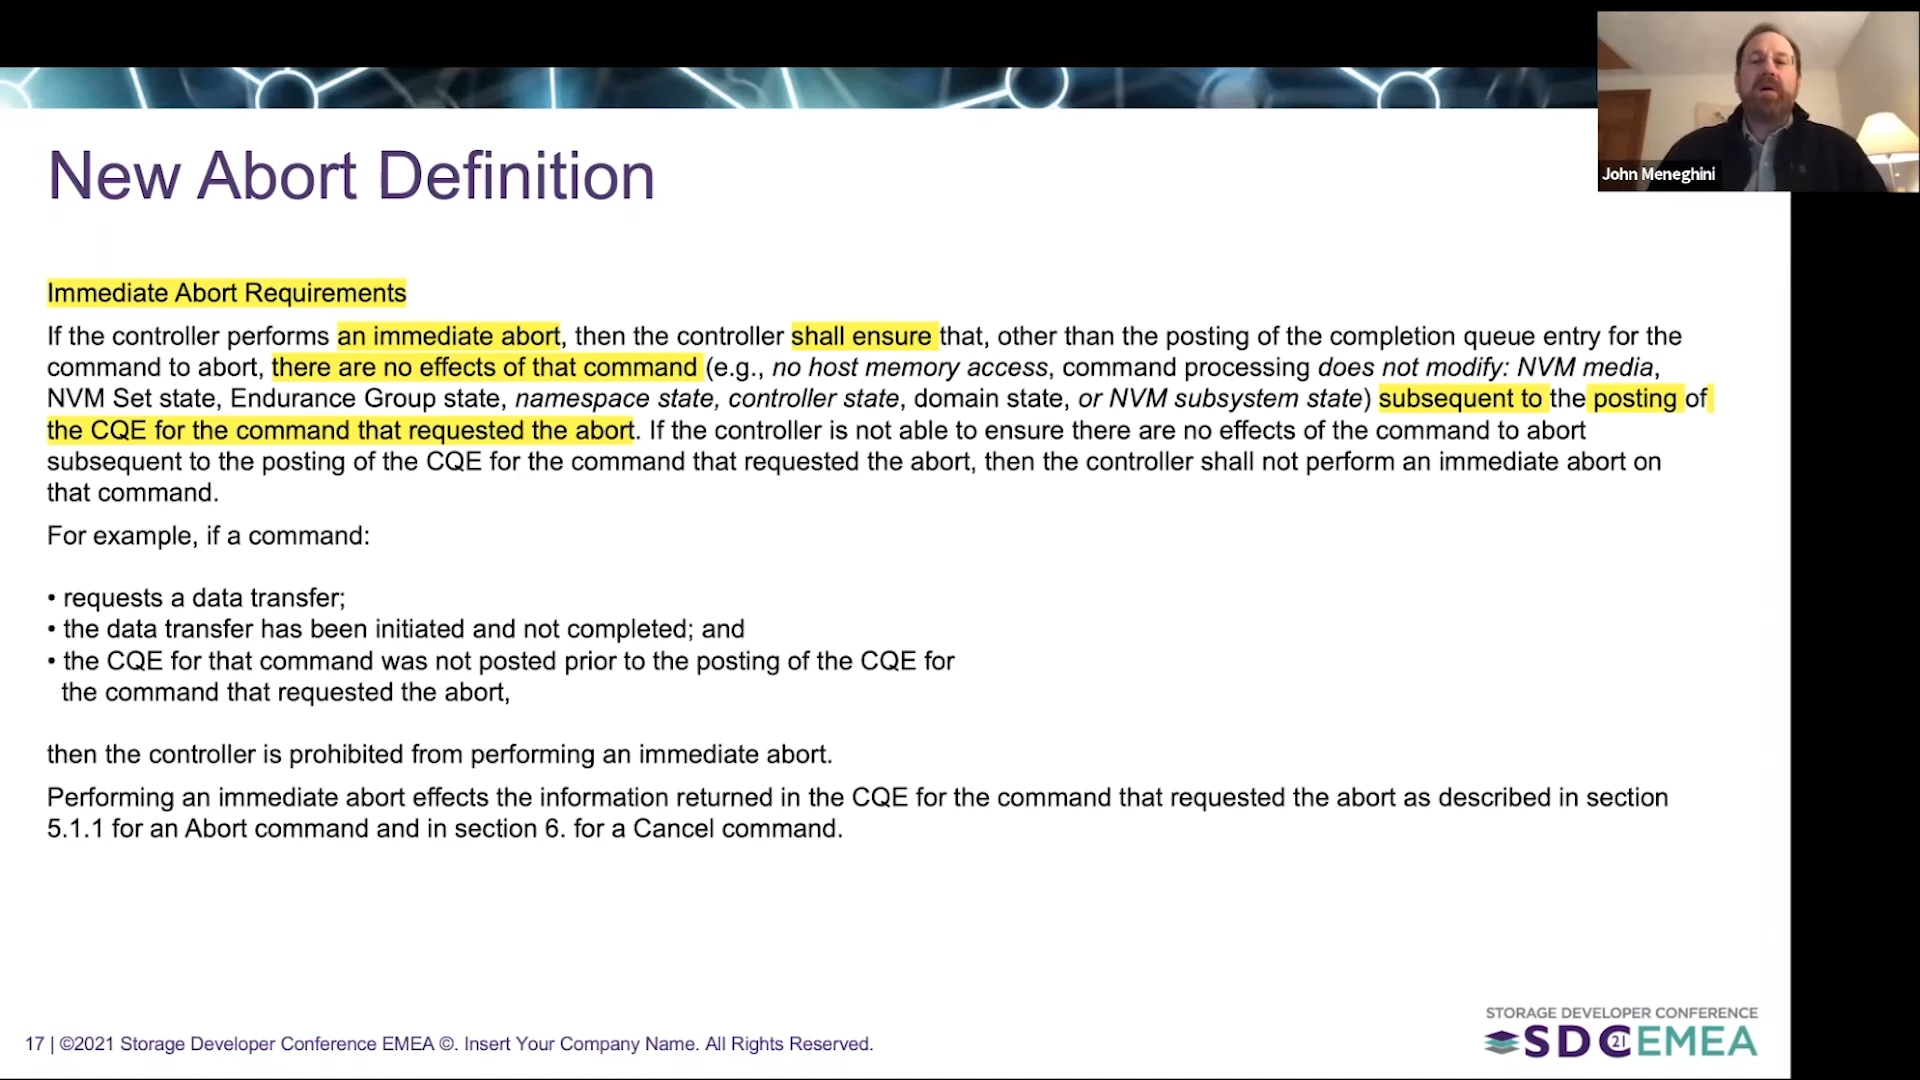 John Meneghini
New Abort Definition
Immediate Abort Requirements
If the controller performs an immediate abort, then the controller shall ensure that, other than the posting of the completion queue entry for the
command to abort, there are no effects of that command (e.g., no host memory access, command processing does not modify: NVM media,
NVM Set state, Endurance Group state, namespace state, controller state, domain state, or NVM subsystem state) subsequent to the posting of
the CQE for the command that requested the abort. If the controller is not able to ensure there are no effects of the command to abort
subsequent to the posting of the CQE for the command that requested the abort, then the controller shall not perform an immediate abort on
that command.
For example, if a command:
• requests a data transfer;
• the data transfer has been initiated and not completed; and
• the CQE for that command was not posted prior to the posting of the CQE for
the command that requested the abort,
then the controller is prohibited from performing an immediate abort.
Performing an immediate abort effects the information returned in the CQE for the command that requested the abort as described in section
5.1.1 for an Abort command and in section 6. for a Cancel command.
17 | ©2021 Storage Developer Conference EMEA ©. Insert Your Company Name. All Rights Reserved.
STORAGE DEVELOPER CONFERENCE
SDC 21 EMEA